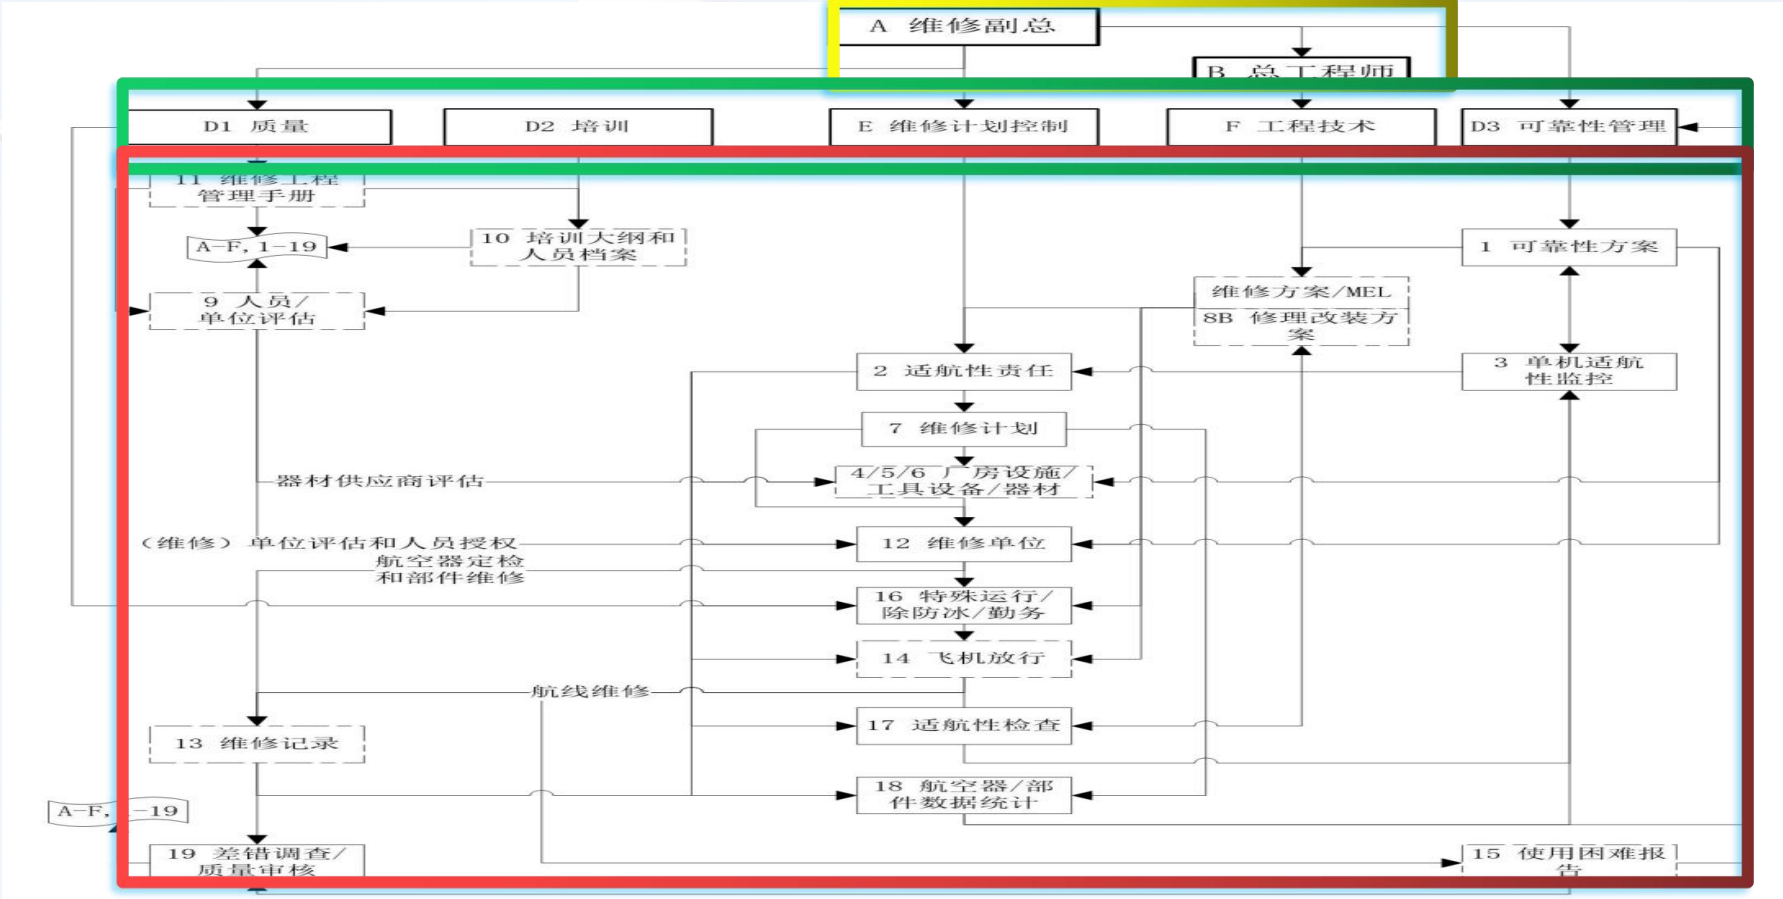 A 维修副总
B 总工程师
D1 质量
D2 培训
E 维修计划控制
F 工程技术
D3 可靠性管理
11 维修工程
管理手册
A-F, 1-19
10 培训大纲和
人员档案
1 可靠性方案
9 人员/
单位评估
维修方案/MEL
8B 修理改装方
案
2 适航性责任
3 单机适航
性监控
7 维修计划
器材供应商评估
4/5/6 厂房设施/
工具设备/器材
（维修）单位评估和人员授权
12 维修单位
航空器定检
和部件维修
16 特殊运行/
除防冰/勤务
14 飞机放行
航线维修
17 适航性检查
13 维修记录
18 航空器/部
件数据统计
A-F, -19
19 差错调查/
质量审核
15 使用困难报
告